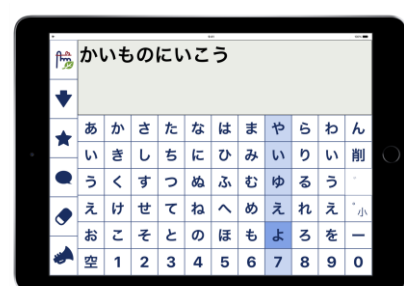 かいものにいこう
あ か さ た な は ま や ら わ ん
い き し ち に ひ み い り い 削
う く す つ ぬ ふ む ゆ る う ゛
え け せ て ね へ め え れ え ゜小
お こ そ と の ほ も よ ろ を ー
空 1 2 3 4 5 6 7 8 9 0